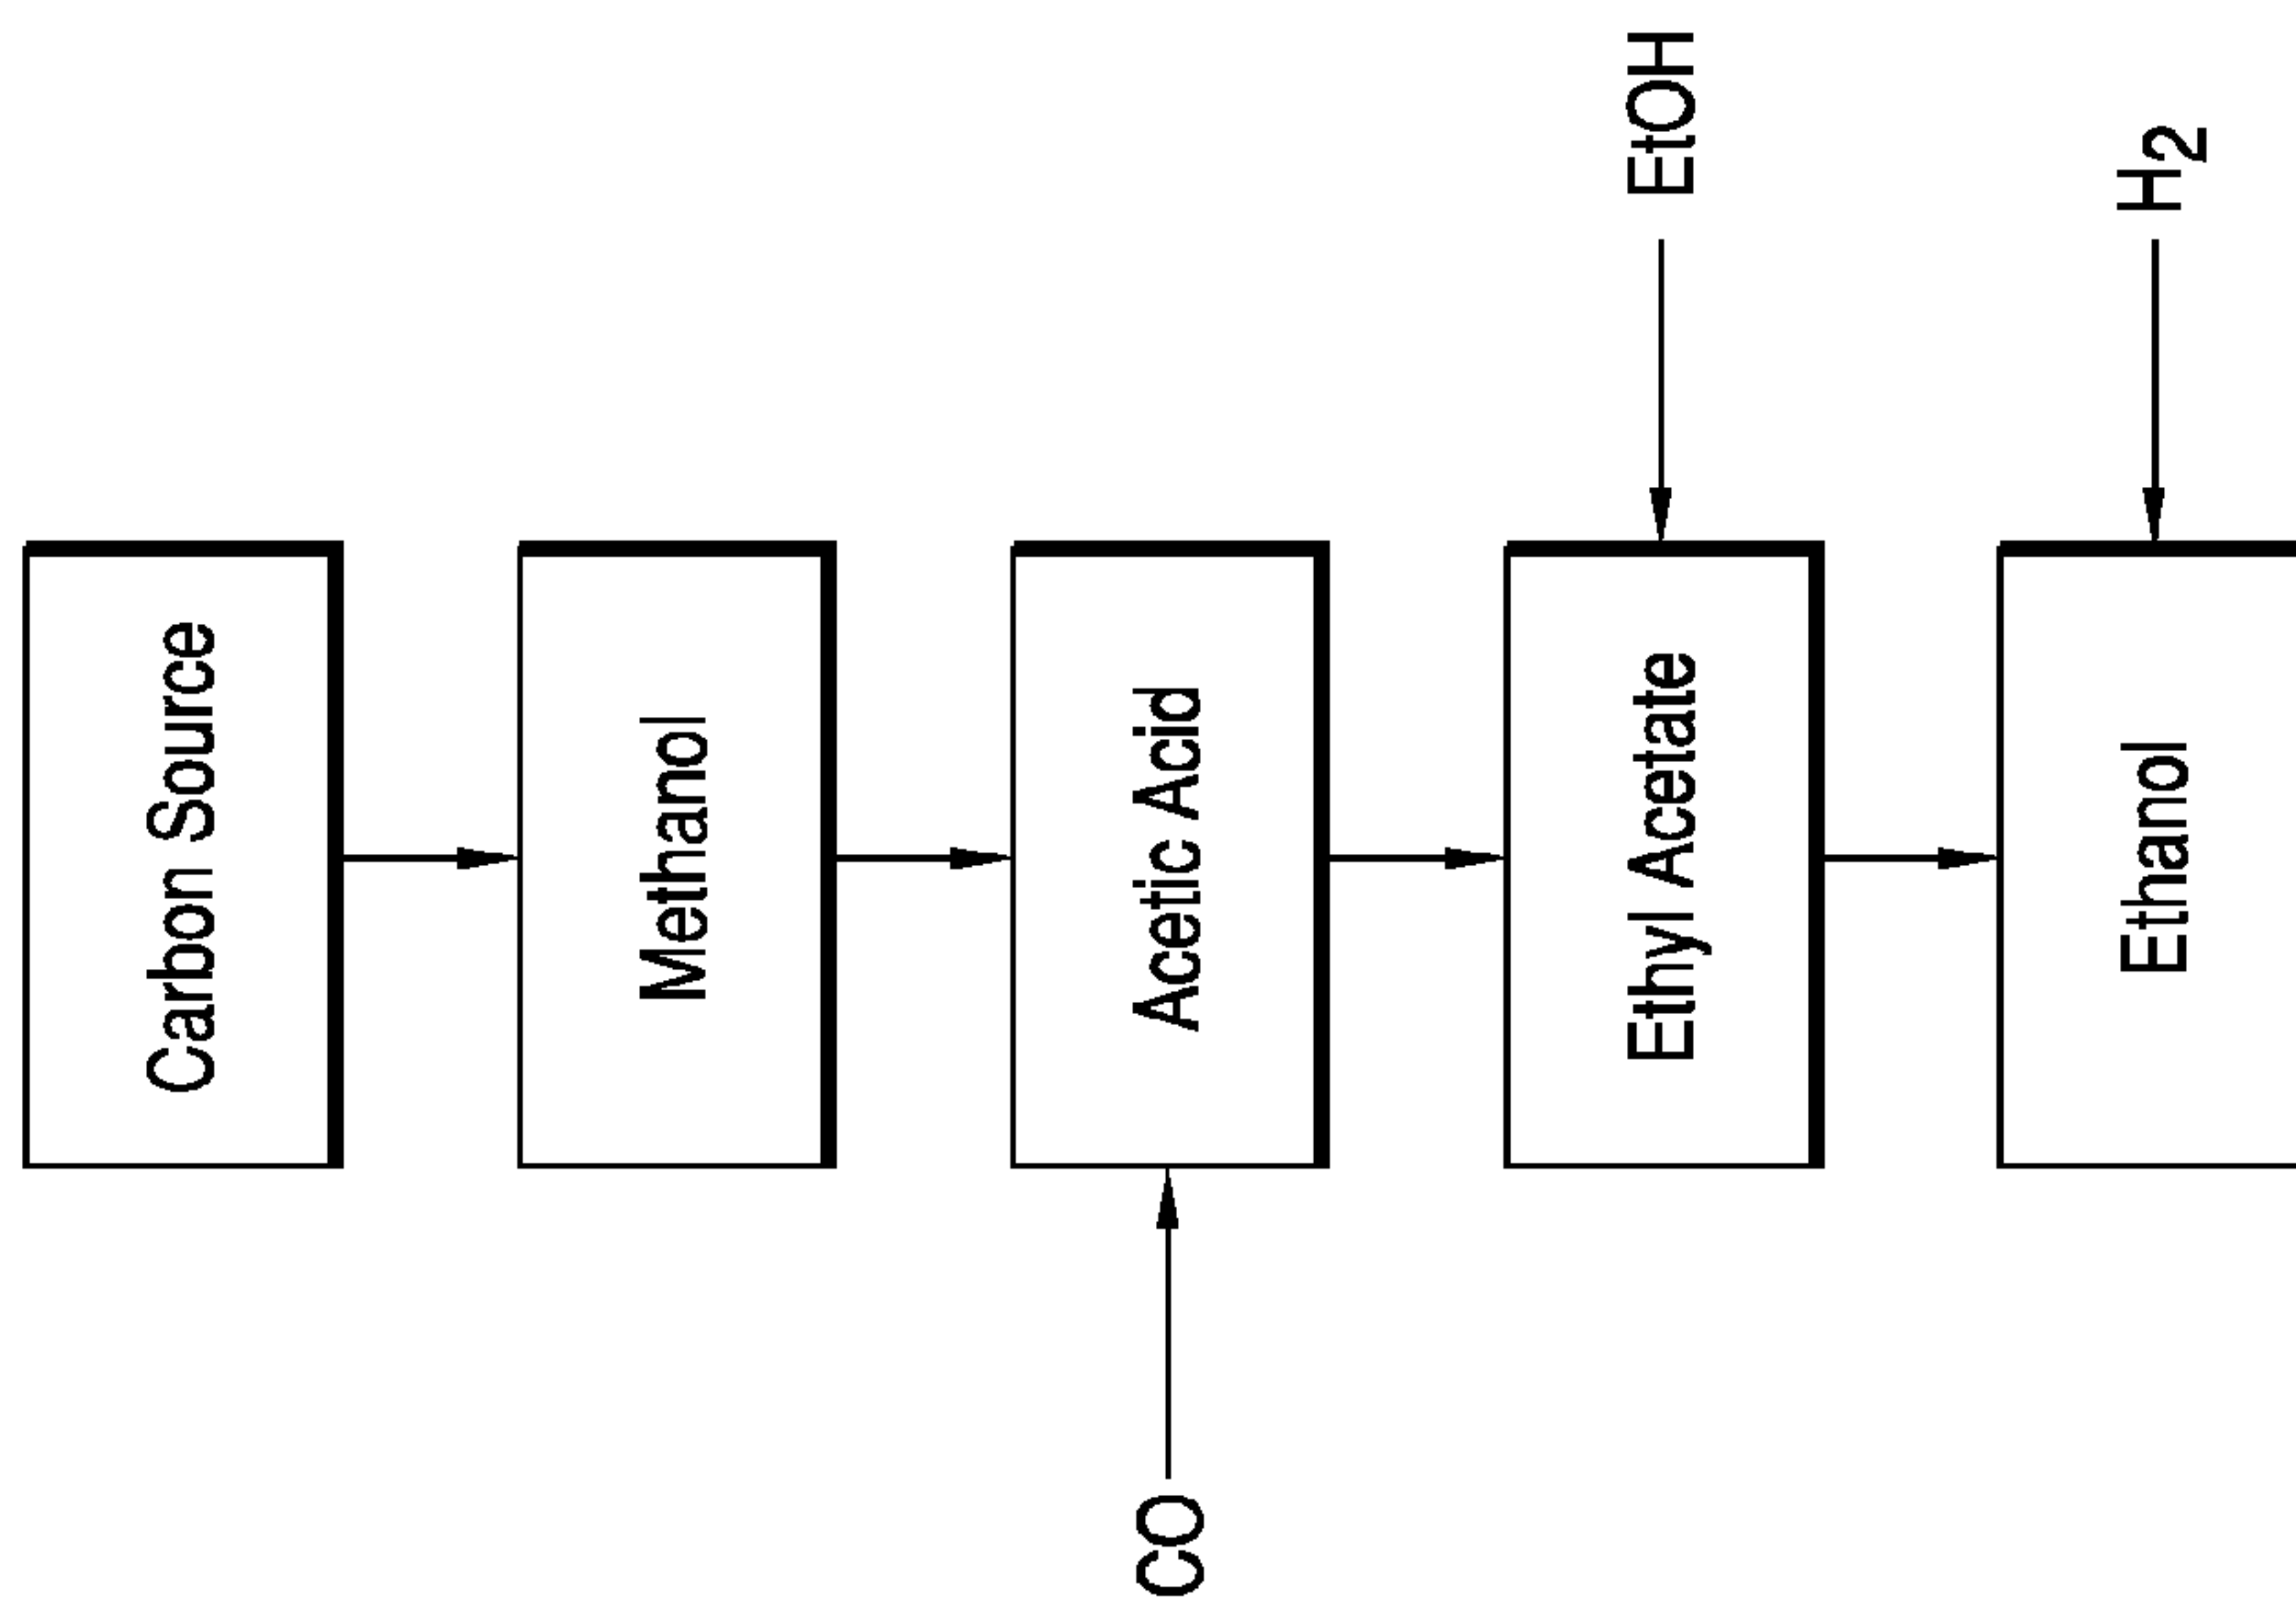 Carbon Source
Methanol
CO
Acetic Acid
EtOH
Ethyl Acetate
H2
Ethanol